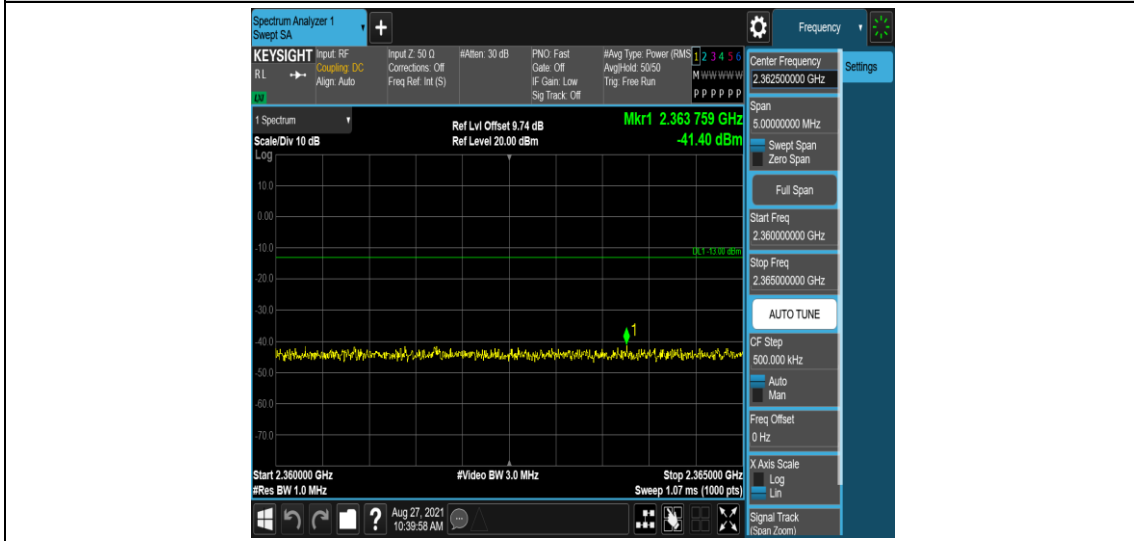 Spectrum Analyzer 1
Swept SA
+
Frequency
KEYSIGHT
RL
Input: RF
Coupling: DC
Align: Auto
Input Z: 50 Ω
Corrections: Off
Freq Ref: Int (S)
#Atten: 30 dB
PNO: Fast
Gate: Off
IF Gain: Low
Sig Track: Off
#Avg Type: Power (RMS
Avg|Hold: 50/50
Trig: Free Run
1 2 3 4 5 6
M W W W W W
P P P P P P
1 Spectrum
Scale/Div 10 dB
Log
Ref Lvl Offset 9.74 dB
Ref Level 20.00 dBm
Mkr1 2.363 759 GHz
-41.40 dBm
10.0
0.00
-10.0
DL1 -13.00 dBm
-20.0
-30.0
1
-40.0
-50.0
-60.0
-70.0
Start 2.360000 GHz
#Res BW 1.0 MHz
#Video BW 3.0 MHz
Stop 2.365000 GHz
Sweep 1.07 ms (1000 pts)
?
Aug 27, 2021
10:39:58 AM
Center Frequency
2.362500000 GHz
Settings
Span
5.00000000 MHz
Swept Span
Zero Span
Full Span
Start Freq
2.360000000 GHz
Stop Freq
2.365000000 GHz
AUTO TUNE
CF Step
500.000 kHz
Auto
Man
Freq Offset
0 Hz
X Axis Scale
Log
Lin
Signal Track
(Span Zoom)